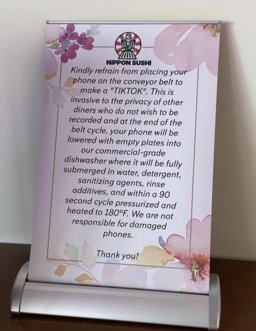 NIPPON SUSHI
Kindly refrain from placing your
phone on the conveyor belt to
make a "TIKTOK". This is
invasive to the privacy of other
diners who do not wish to be
recorded and at the end of the
belt cycle, your phone will be
lowered with empty plates into
our commercial-grade
dishwasher where it will be fully
submerged in water, detergent,
sanitizing agents, rinse
additives, and within a 90
second cycle pressurized and
heated to 180°F. We are not
responsible for damaged
phones.
Thank you!